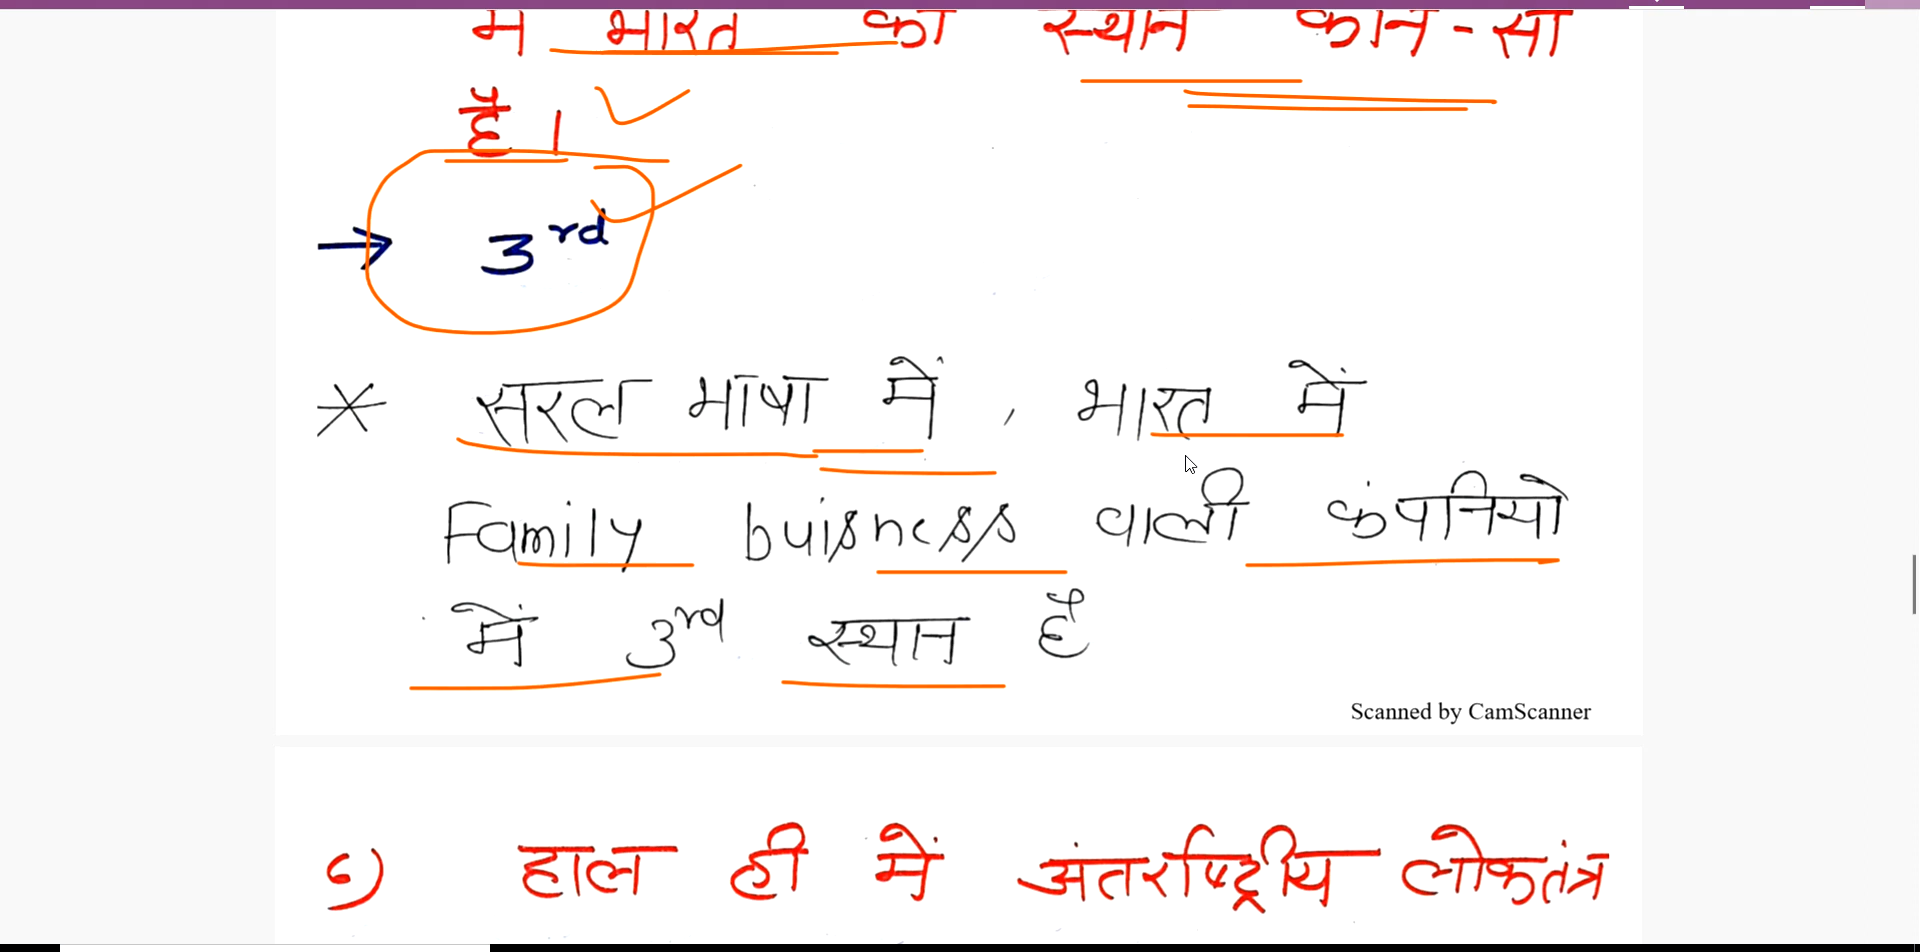 में भारत का स्थान कौन-सा
है।
→ 3rd
* सरल भाषा में, भारत में
Family buisness वाली कंपनियो
में 3rd स्थान है
Scanned by CamScanner
6) हाल ही में अंतर्राष्ट्रीय लोकतंत्र